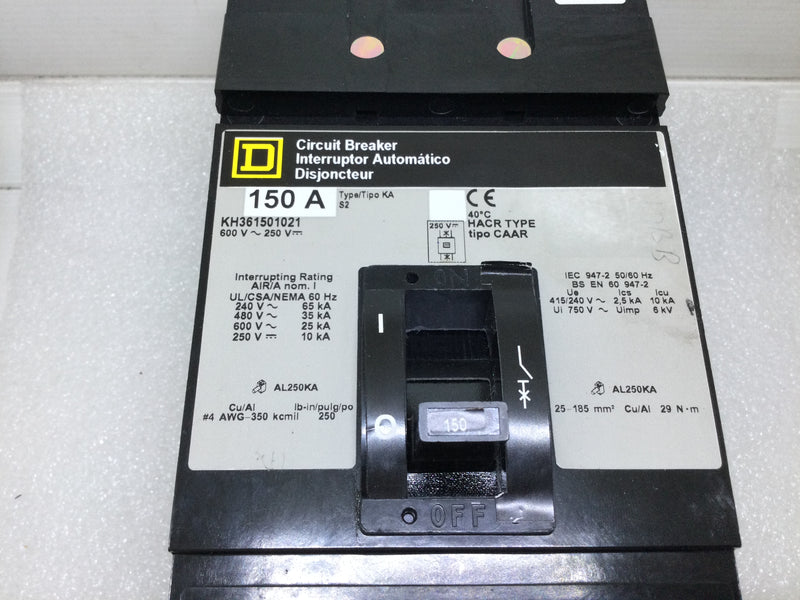 D
Circuit Breaker
Interruptor Automático
Disjoncteur
150 A
Type/Tipo KA
S2
CE
KH361501021
600 V ~ 250 V⎓
40°C
HACR TYPE
tipo CAAR
250 V⎓
Interrupting Rating
AIR/A nom. I
UL/CSA/NEMA 60 Hz
240 V ~ 65 kA
480 V ~ 35 kA
600 V ~ 25 kA
250 V ⎓ 10 kA
AL250KA
Cu/Al lb-in/pulg/po
#4 AWG-350 kcmil 250
ON
I
O
150
OFF
IEC 947-2 50/60 Hz
BS EN 60 947-2
Ue Ics Icu
415/240 V ~ 2,5 kA 10 kA
Ui 750 V ~ Uimp 6 kV
AL250KA
25-185 mm² Cu/Al 29 N·m